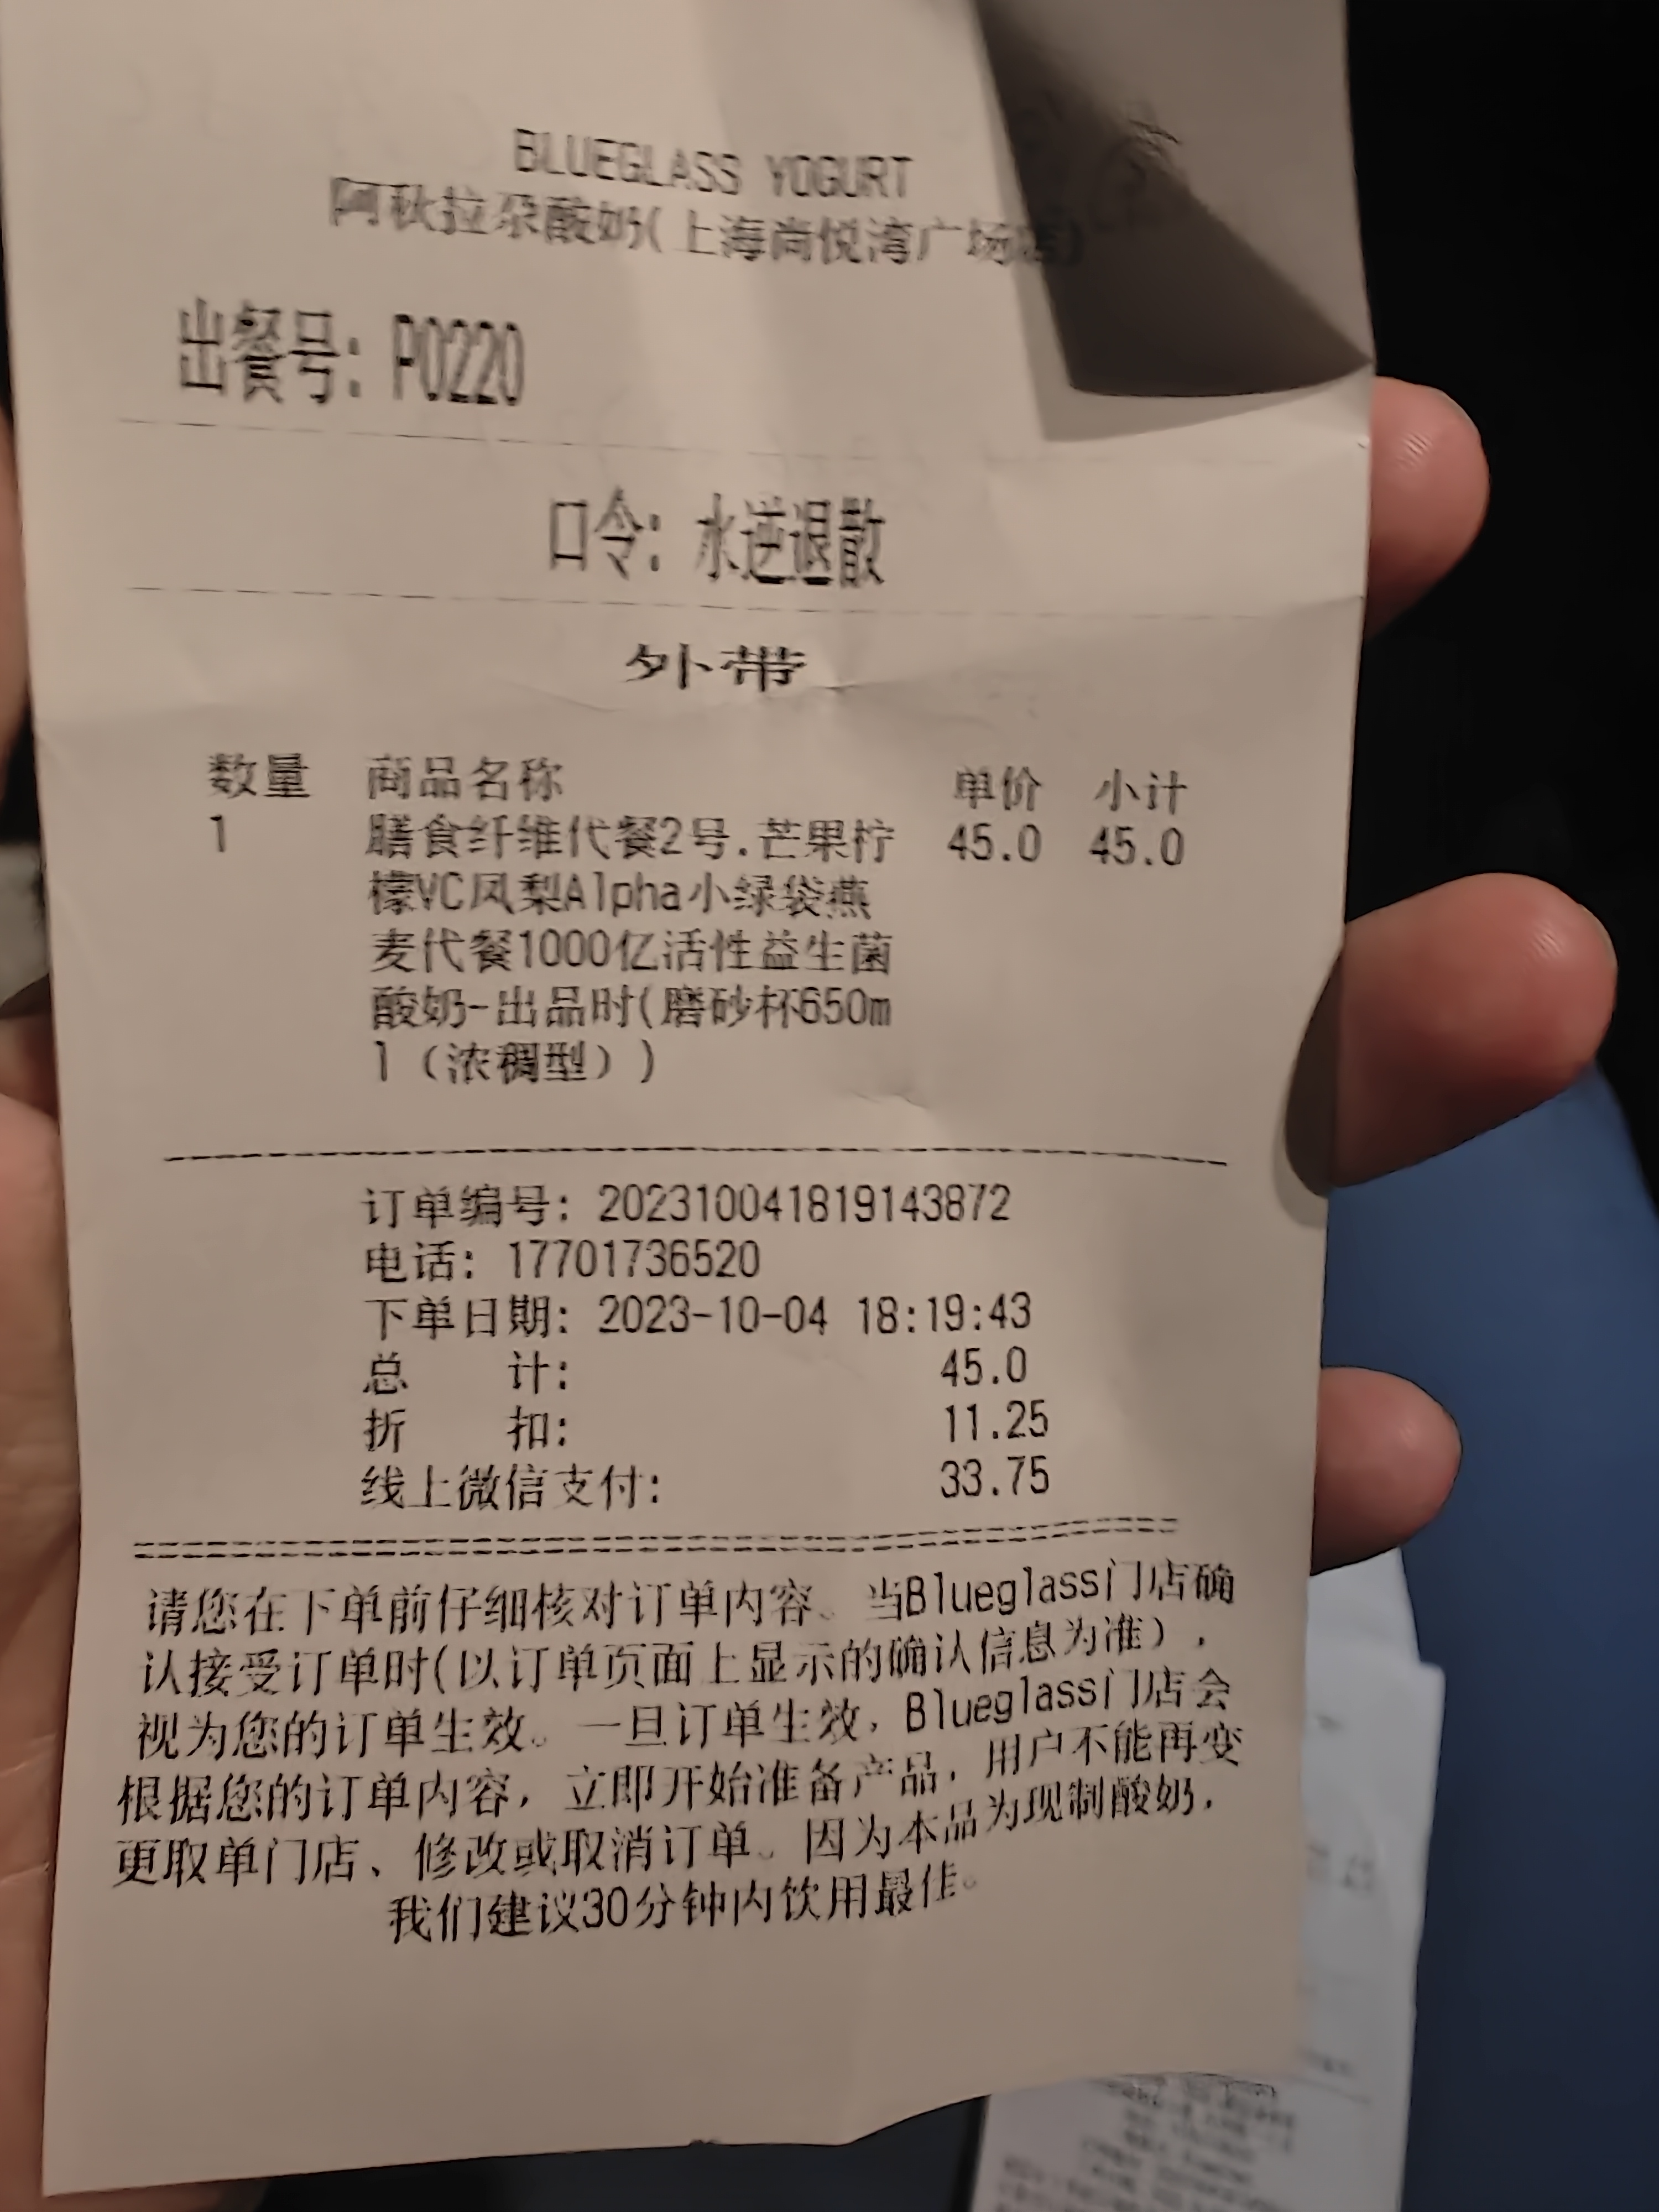 BLUEGLASS YOGURT
阿秋拉尕酸奶(上海尚悦湾广场店)
出餐号: P0220
口令: 水逆退散
外带
数量 商品名称 单价 小计
1 膳食纤维代餐2号.芒果柠 45.0 45.0
檬VC凤梨Alpha小绿袋燕
麦代餐1000亿活性益生菌
酸奶-出品时(磨砂杯650m
l（浓稠型）)
订单编号: 202310041819143872
电话: 17701736520
下单日期: 2023-10-04 18:19:43
总 计: 45.0
折 扣: 11.25
线上微信支付: 33.75
请您在下单前仔细核对订单内容。当Blueglass门店确
认接受订单时(以订单页面上显示的确认信息为准)，
视为您的订单生效。一旦订单生效，Blueglass门店会
根据您的订单内容，立即开始准备产品，用户不能再变
更取单门店、修改或取消订单。因为本品为现制酸奶，
我们建议30分钟内饮用最佳。